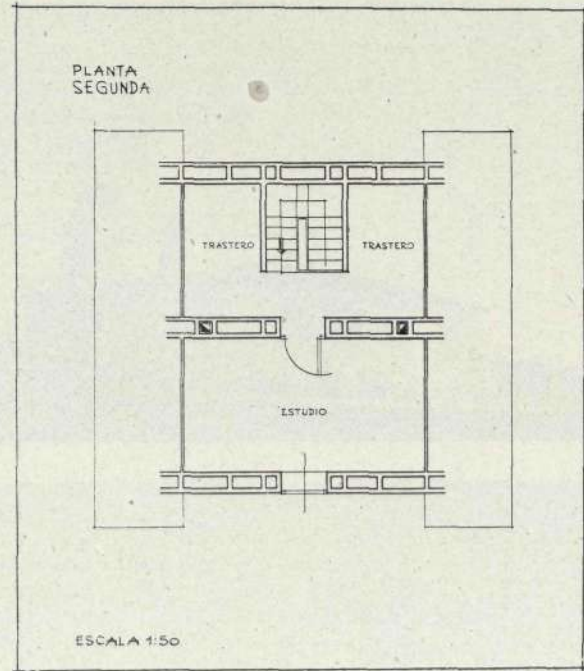 PLANTA
SEGUNDA
TRASTERO
TRASTERO
ESTUDIO
ESCALA 1:50